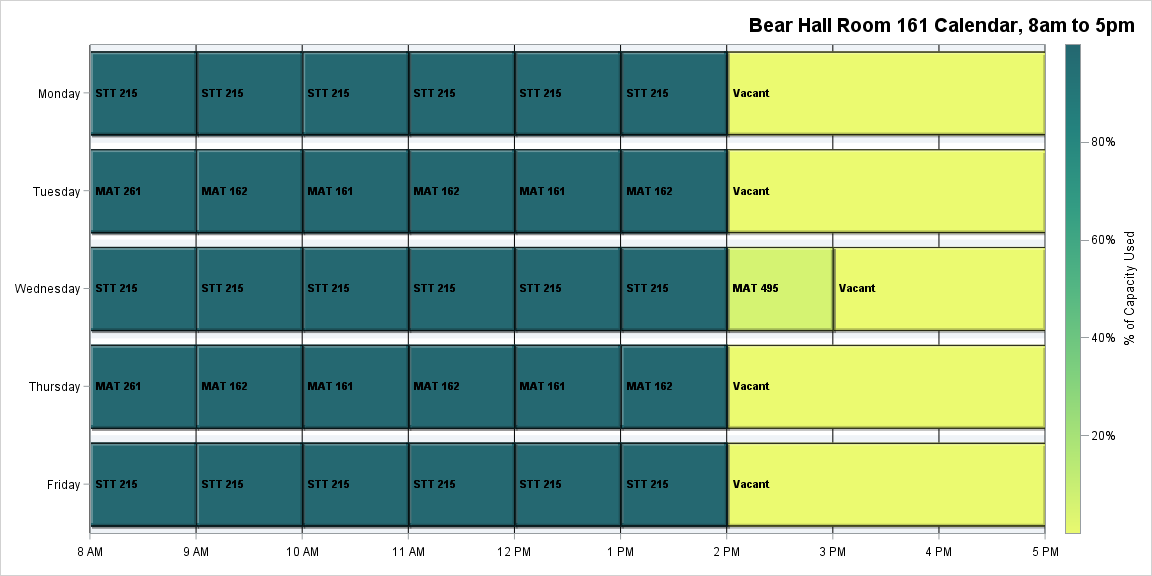 Bear Hall Room 161 Calendar, 8am to 5pm
Monday STT 215 STT 215 STT 215 STT 215 STT 215 STT 215 Vacant
80%
Tuesday MAT 261 MAT 162 MAT 161 MAT 162 MAT 161 MAT 162 Vacant
60%
Wednesday STT 215 STT 215 STT 215 STT 215 STT 215 STT 215 MAT 495 Vacant
% of Capacity Used
40%
Thursday MAT 261 MAT 162 MAT 161 MAT 162 MAT 161 MAT 162 Vacant
20%
Friday STT 215 STT 215 STT 215 STT 215 STT 215 STT 215 Vacant
8 AM 9 AM 10 AM 11 AM 12 PM 1 PM 2 PM 3 PM 4 PM 5 PM